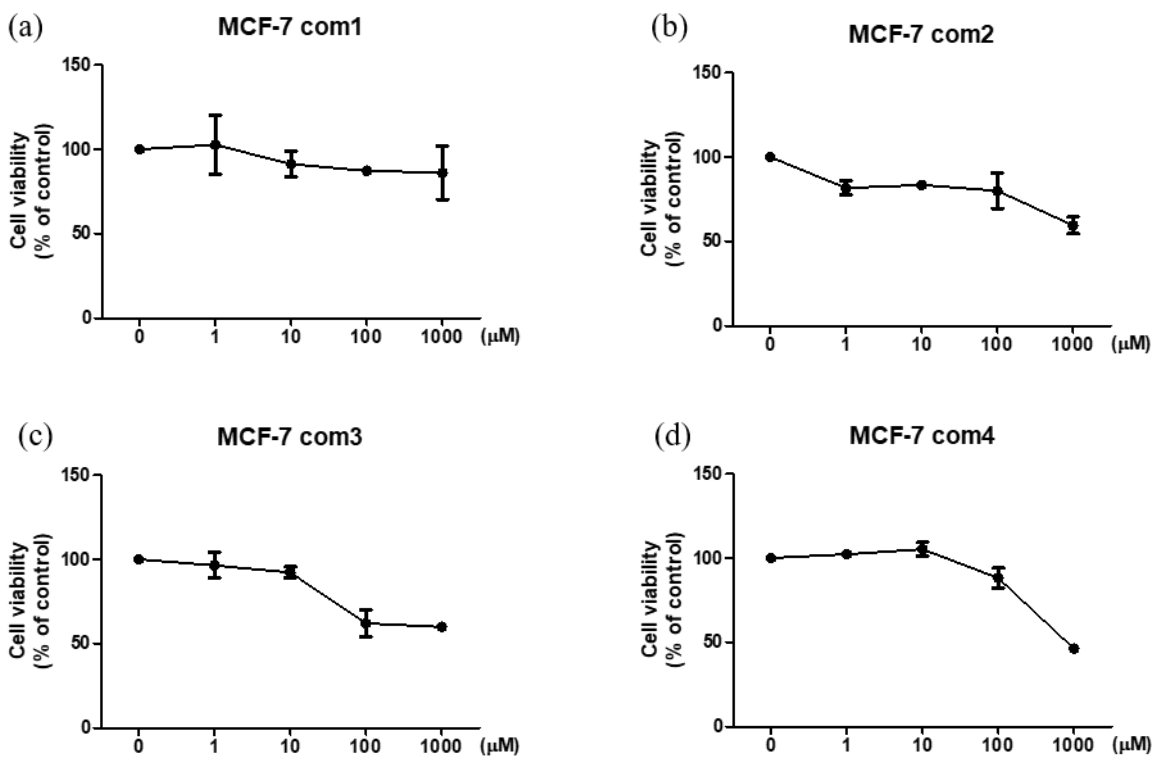 (a)
MCF-7 com1
Cell viability
(% of control)
150
100
50
0
0 1 10 100 1000 (μM)
(b)
MCF-7 com2
Cell viability
(% of control)
150
100
50
0
0 1 10 100 1000 (μM)
(c)
MCF-7 com3
Cell viability
(% of control)
150
100
50
0
0 1 10 100 1000 (μM)
(d)
MCF-7 com4
Cell viability
(% of control)
150
100
50
0
0 1 10 100 1000 (μM)